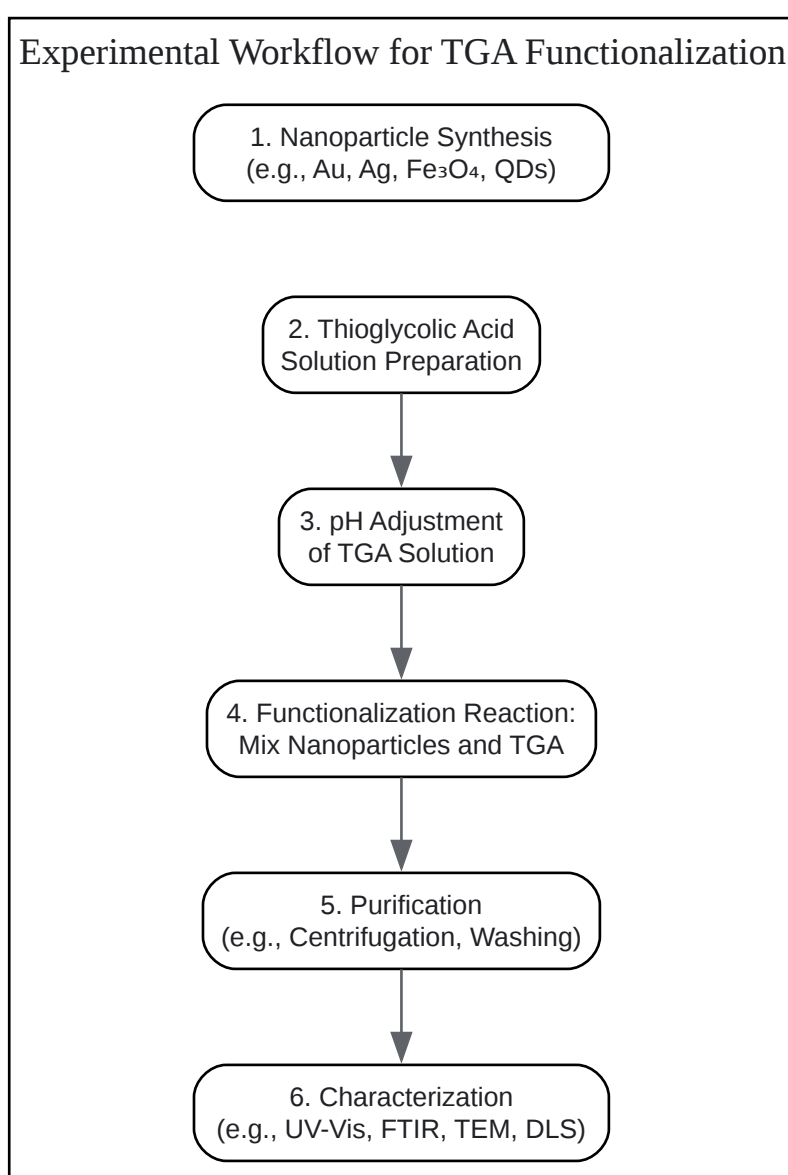 Experimental Workflow for TGA Functionalization
1. Nanoparticle Synthesis
(e.g., Au, Ag, Fe₃O₄, QDs)
2. Thioglycolic Acid
Solution Preparation
3. pH Adjustment
of TGA Solution
4. Functionalization Reaction:
Mix Nanoparticles and TGA
5. Purification
(e.g., Centrifugation, Washing)
6. Characterization
(e.g., UV-Vis, FTIR, TEM, DLS)